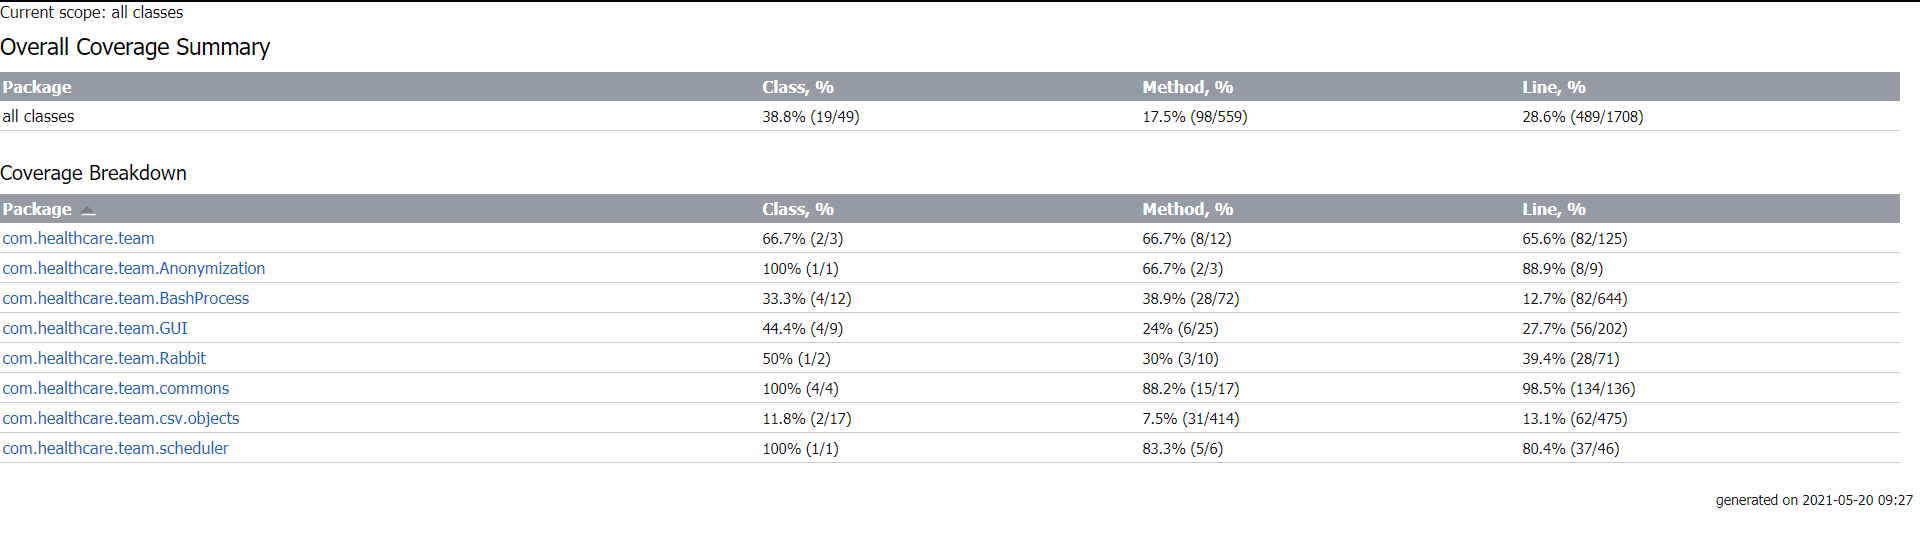 Current scope: all classes
Overall Coverage Summary
Package Class, % Method, % Line, %
all classes 38.8% (19/49) 17.5% (98/559) 28.6% (489/1708)
Coverage Breakdown
Package Class, % Method, % Line, %
com.healthcare.team 66.7% (2/3) 66.7% (8/12) 65.6% (82/125)
com.healthcare.team.Anonymization 100% (1/1) 66.7% (2/3) 88.9% (8/9)
com.healthcare.team.BashProcess 33.3% (4/12) 38.9% (28/72) 12.7% (82/644)
com.healthcare.team.GUI 44.4% (4/9) 24% (6/25) 27.7% (56/202)
com.healthcare.team.Rabbit 50% (1/2) 30% (3/10) 39.4% (28/71)
com.healthcare.team.commons 100% (4/4) 88.2% (15/17) 98.5% (134/136)
com.healthcare.team.csv.objects 11.8% (2/17) 7.5% (31/414) 13.1% (62/475)
com.healthcare.team.scheduler 100% (1/1) 83.3% (5/6) 80.4% (37/46)
generated on 2021-05-20 09:27